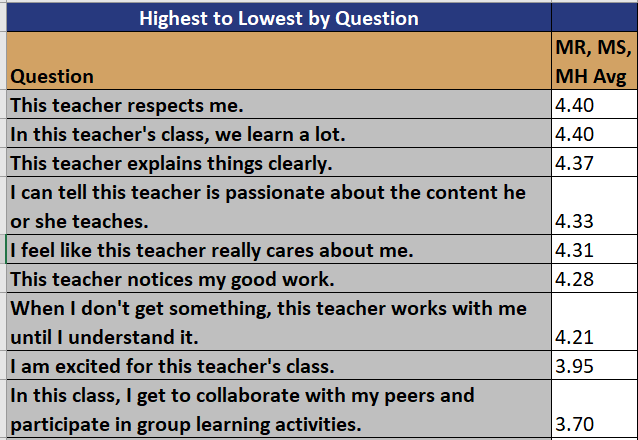 Highest to Lowest by Question
MR, MS,
Question MH Avg
This teacher respects me. 4.40
In this teacher's class, we learn a lot. 4.40
This teacher explains things clearly. 4.37
I can tell this teacher is passionate about the content he
or she teaches. 4.33
I feel like this teacher really cares about me. 4.31
This teacher notices my good work. 4.28
When I don't get something, this teacher works with me
until I understand it. 4.21
I am excited for this teacher's class. 3.95
In this class, I get to collaborate with my peers and
participate in group learning activities. 3.70